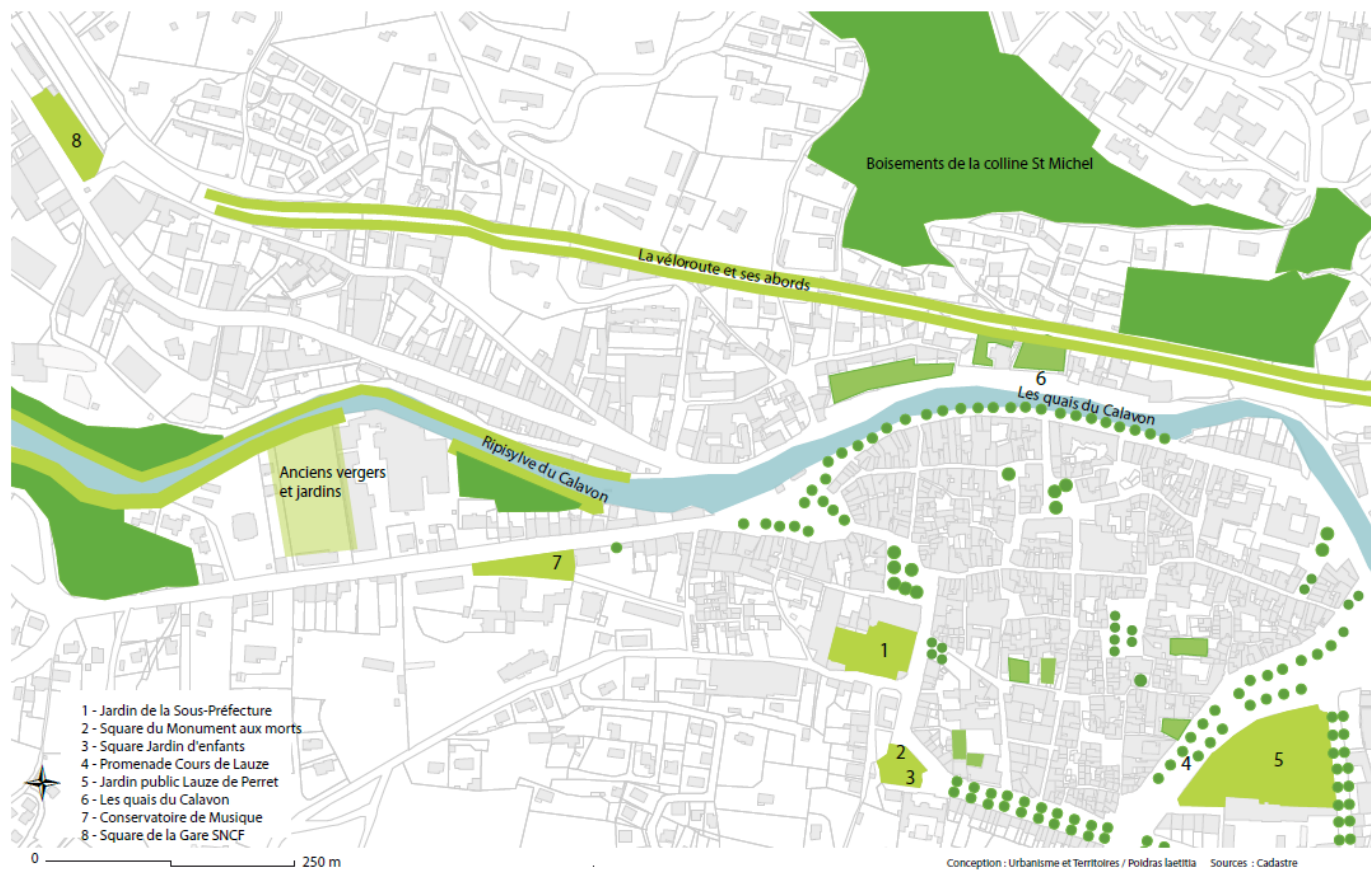 8
Boisements de la colline St Michel
La véloroute et ses abords
6
Les quais du Calavon
Ripisylve du Calavon
Anciens vergers
et jardins
7
1
2
3
4
5
1 - Jardin de la Sous-Préfecture
2 - Square du Monument aux morts
3 - Square Jardin d'enfants
4 - Promenade Cours de Lauze
5 - Jardin public Lauze de Perret
6 - Les quais du Calavon
7 - Conservatoire de Musique
8 - Square de la Gare SNCF
0 250 m
Conception : Urbanisme et Territoires / Poidras laetitia Sources : Cadastre